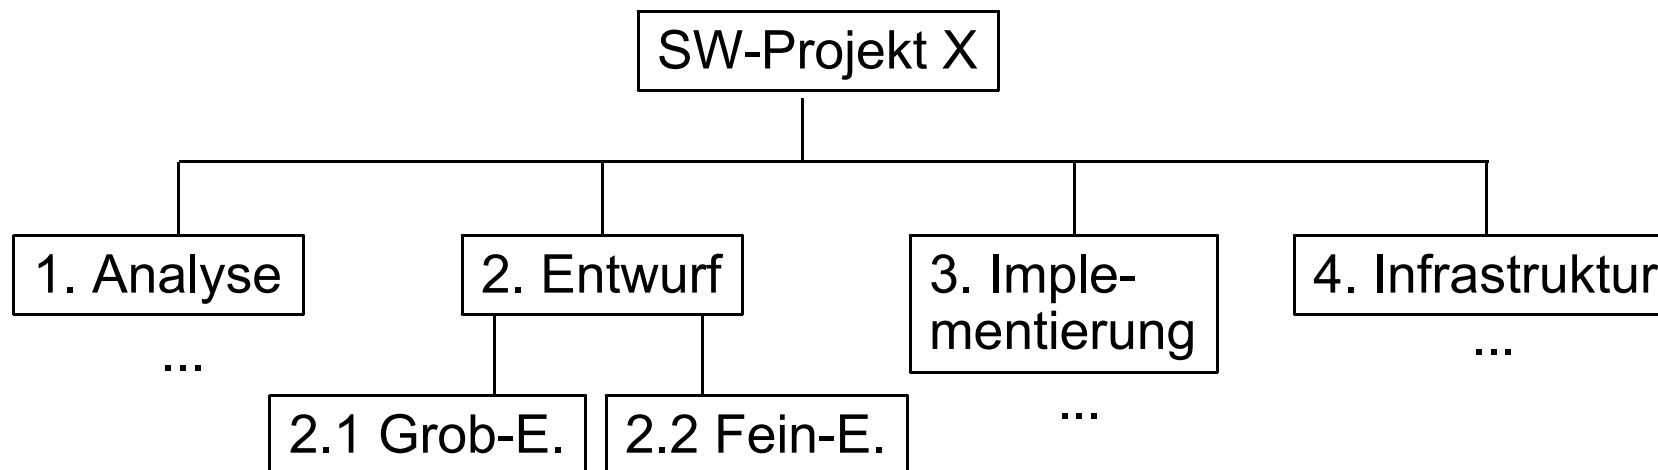 SW-Projekt X
1. Analyse
2. Entwurf
3. Imple-
mentierung
4. Infrastruktur
...
...
...
2.1 Grob-E.
2.2 Fein-E.